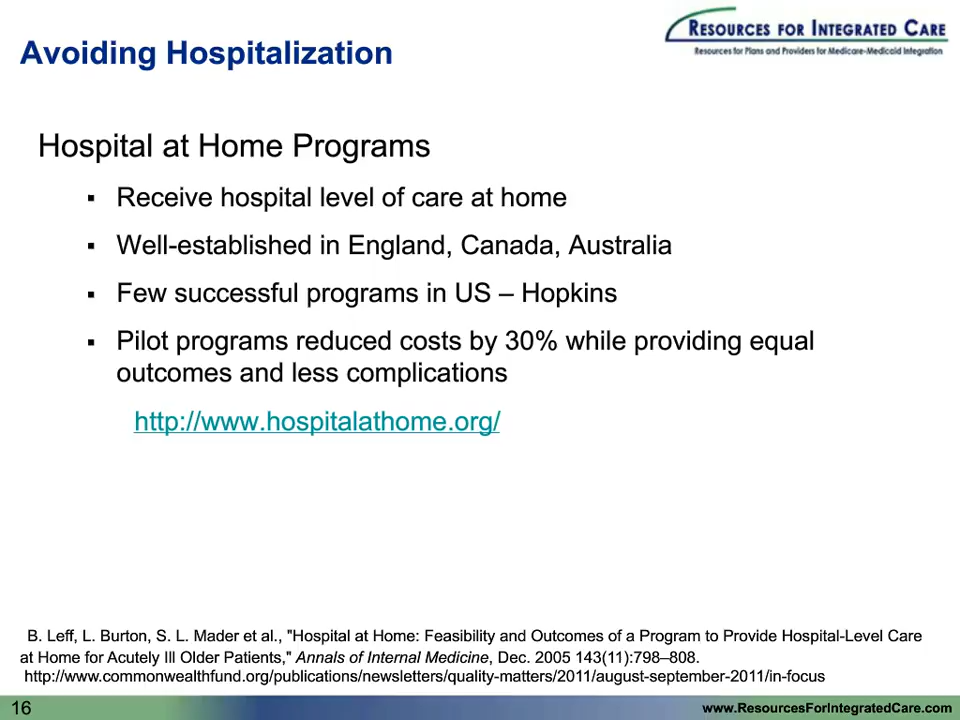 Avoiding Hospitalization
RESOURCES FOR INTEGRATED CARE
Resources for Plans and Providers for Medicare-Medicaid Integration
Hospital at Home Programs
▪ Receive hospital level of care at home
▪ Well-established in England, Canada, Australia
▪ Few successful programs in US – Hopkins
▪ Pilot programs reduced costs by 30% while providing equal
outcomes and less complications
http://www.hospitalathome.org/
B. Leff, L. Burton, S. L. Mader et al., "Hospital at Home: Feasibility and Outcomes of a Program to Provide Hospital-Level Care
at Home for Acutely Ill Older Patients," Annals of Internal Medicine, Dec. 2005 143(11):798–808.
http://www.commonwealthfund.org/publications/newsletters/quality-matters/2011/august-september-2011/in-focus
16
www.ResourcesForIntegratedCare.com